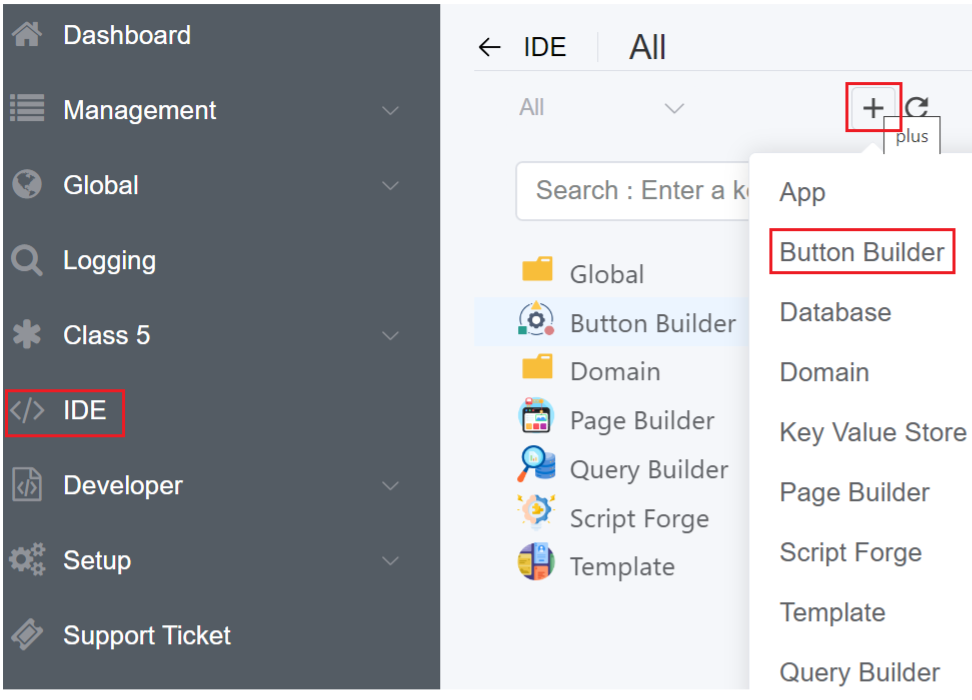 Dashboard
Management
Global
Logging
Class 5
</> IDE
Developer
Setup
Support Ticket
← IDE All
All
+
plus
Search : Enter a k
Global
Button Builder
Domain
Page Builder
Query Builder
Script Forge
Template
App
Button Builder
Database
Domain
Key Value Store
Page Builder
Script Forge
Template
Query Builder